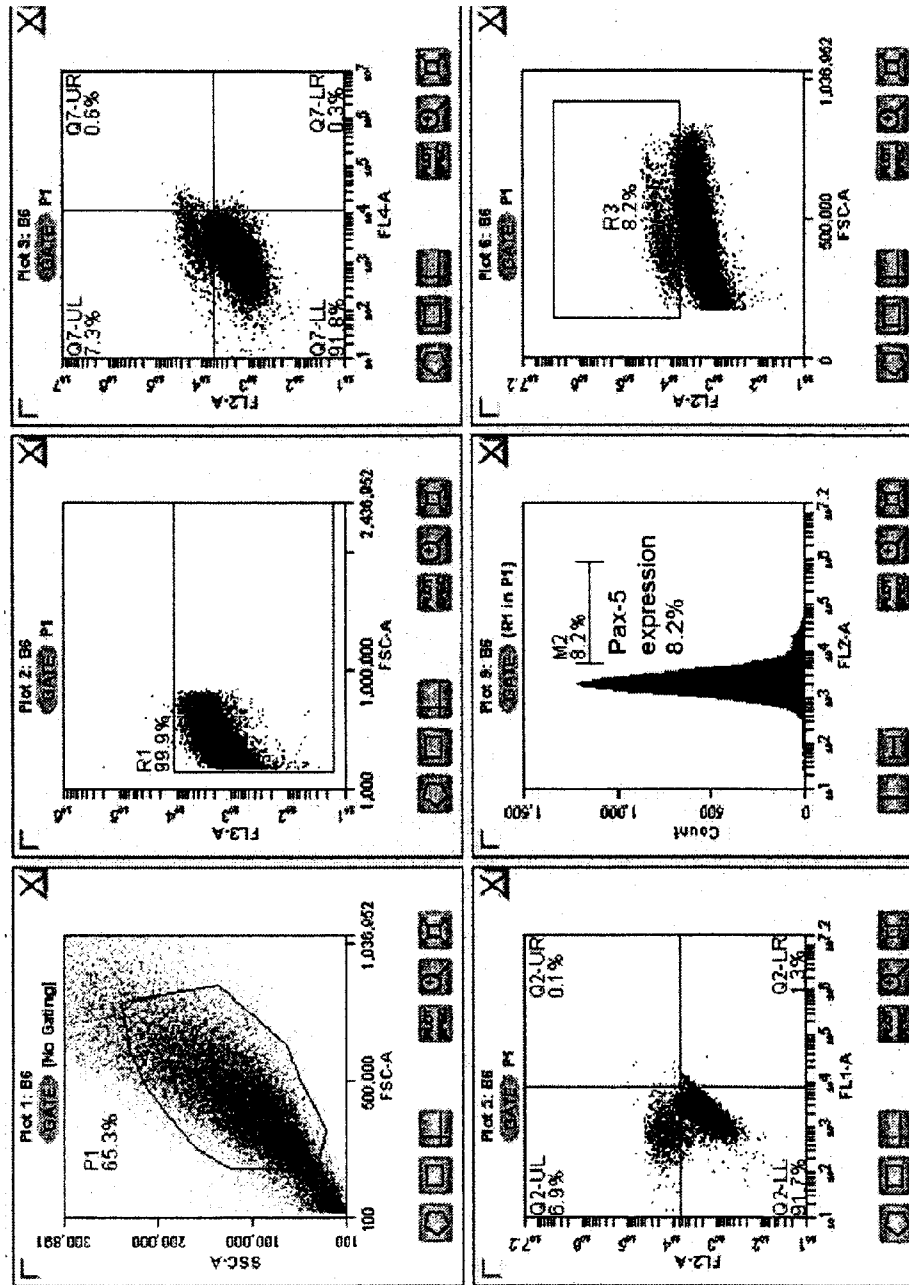 Plot 1: B6
GATE [No Gating]
P1
65.3%
300,891
200,000
100,000
100
SSC-A
100
500,000
1,036,952
FSC-A
Plot 2: B6
GATE P1
R1
99.9%
FL3-A
1,000
1,000,000
2,436,952
FSC-A
B6
GATE P1
Q7-UL
7.3%
Q7-UR
0.6%
Q7-LL
91.8%
Q7-LR
0.3%
FL2-A
FL4-A
B6
GATE P1
Q2-UL
6.9%
Q2-UR
0.1%
Q2-LL
91.7%
Q2-LR
1.3%
FL2-A
FL1-A
Plot 9: B6
GATE [R1 in P1]
M2
8.2%
Pax-5
expression
8.2%
1,500
1,000
500
0
Count
FL2-A
Plot 6: B6
GATE P1
R3
8.2%
FL2-A
0
500,000
1,036,952
FSC-A